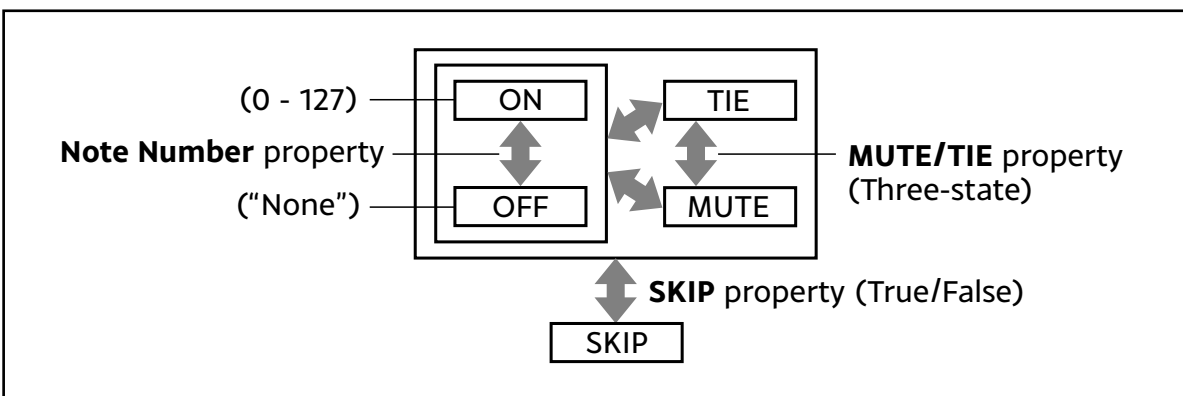 (0 - 127)
ON
TIE
Note Number property
MUTE/TIE property
(Three-state)
(“None”)
OFF
MUTE
SKIP property (True/False)
SKIP